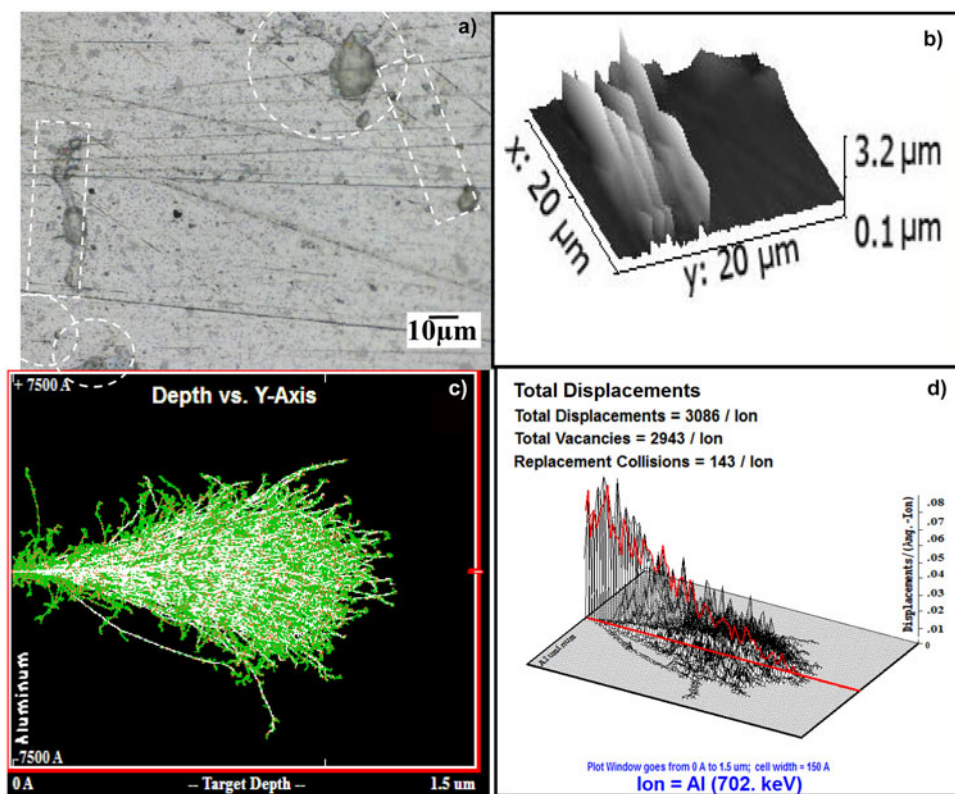 a)
10µm
b)
x: 20 µm
y: 20 µm
3.2 µm
0.1 µm
c)
+ 7500 A
Depth vs. Y-Axis
Aluminum
-7500 A
0 A
-- Target Depth --
1.5 um
d)
Total Displacements
Total Displacements = 3086 / Ion
Total Vacancies = 2943 / Ion
Replacement Collisions = 143 / Ion
Displacements/(Ang.-Ion)
.08
.07
.06
.05
.04
.03
.02
.01
0
Aluminum
Plot Window goes from 0 A to 1.5 um; cell width = 150 A
Ion = Al (702. keV)